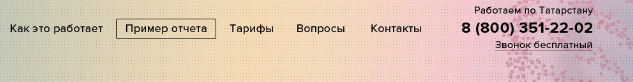 Работаем по Татарстану
Как это работает Пример отчета Тарифы Вопросы Контакты 8 (800) 351-22-02
Звонок бесплатный